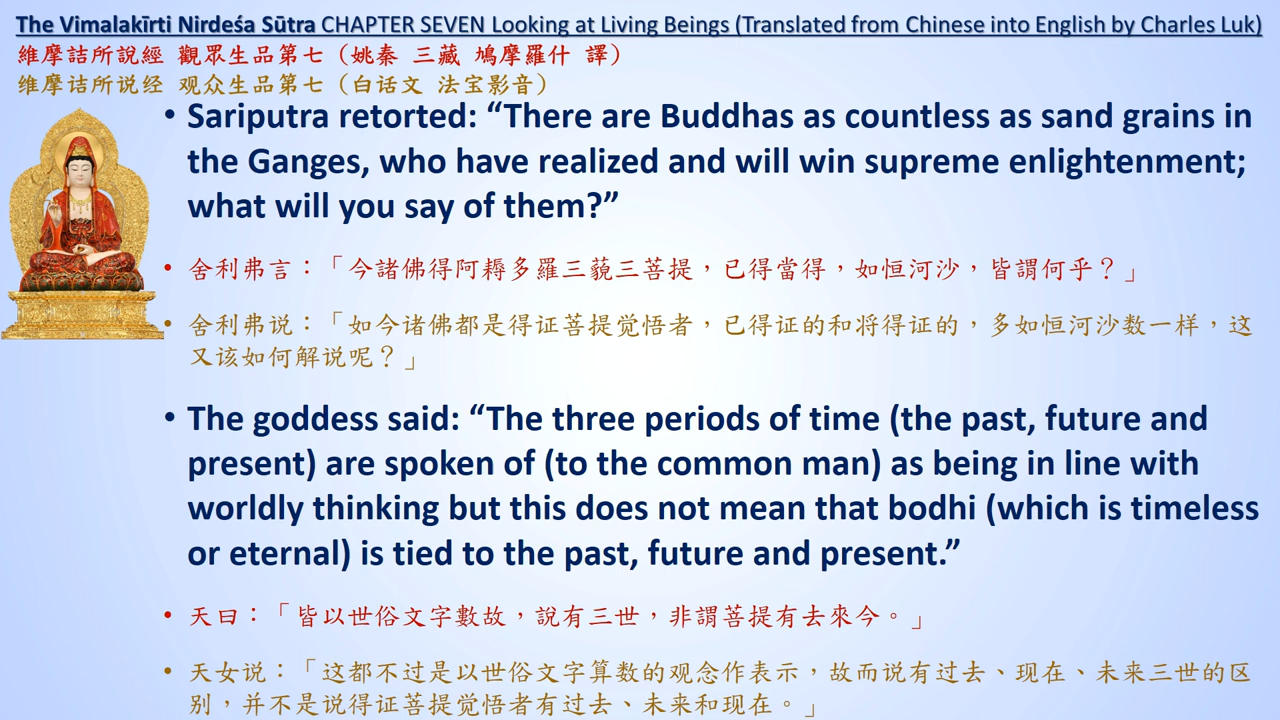 The Vimalakīrti Nirdeśa Sūtra CHAPTER SEVEN Looking at Living Beings (Translated from Chinese into English by Charles Luk)
維摩詰所說經 觀眾生品第七（姚秦 三藏 鳩摩羅什 譯）
维摩诘所说经 观众生品第七（白话文 法宝影音）
• Sariputra retorted: “There are Buddhas as countless as sand grains in
the Ganges, who have realized and will win supreme enlightenment;
what will you say of them?”
• 舍利弗言：「今諸佛得阿耨多羅三藐三菩提，已得當得，如恒河沙，皆謂何乎？」
• 舍利弗说：「如今诸佛都是得证菩提觉悟者，已得证的和将得证的，多如恒河沙数一样，这
又该如何解说呢？」
• The goddess said: “The three periods of time (the past, future and
present) are spoken of (to the common man) as being in line with
worldly thinking but this does not mean that bodhi (which is timeless
or eternal) is tied to the past, future and present.”
• 天曰：「皆以世俗文字數故，說有三世，非謂菩提有去來今。」
• 天女说：「这都不过是以世俗文字算数的观念作表示，故而说有过去、现在、未来三世的区
别，并不是说得证菩提觉悟者有过去、未来和现在。」